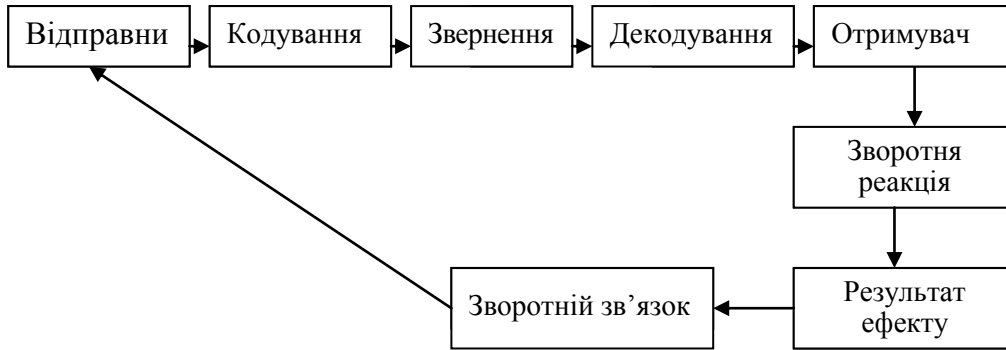 Відправни
Кодування
Звернення
Декодування
Отримувач
Зворотня
реакція
Результат
ефекту
Зворотній зв’язок